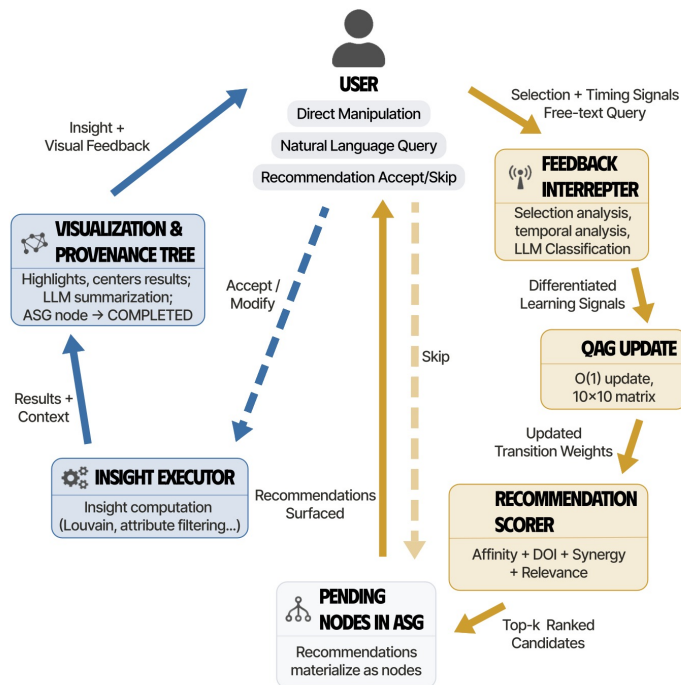 USER
Direct Manipulation
Natural Language Query
Recommendation Accept/Skip
Selection + Timing Signals
Free-text Query
FEEDBACK
INTERREPTER
Selection analysis,
temporal analysis,
LLM Classification
Differentiated
Learning Signals
QAG UPDATE
O(1) update,
10×10 matrix
Updated
Transition Weights
RECOMMENDATION
SCORER
Affinity + DOI + Synergy
+ Relevance
Top-k Ranked
Candidates
PENDING
NODES IN ASG
Recommendations
materialize as nodes
Recommendations
Surfaced
Skip
Accept /
Modify
INSIGHT EXECUTOR
Insight computation
(Louvain, attribute filtering...)
Results +
Context
VISUALIZATION &
PROVENANCE TREE
Highlights, centers results;
LLM summarization;
ASG node → COMPLETED
Insight +
Visual Feedback